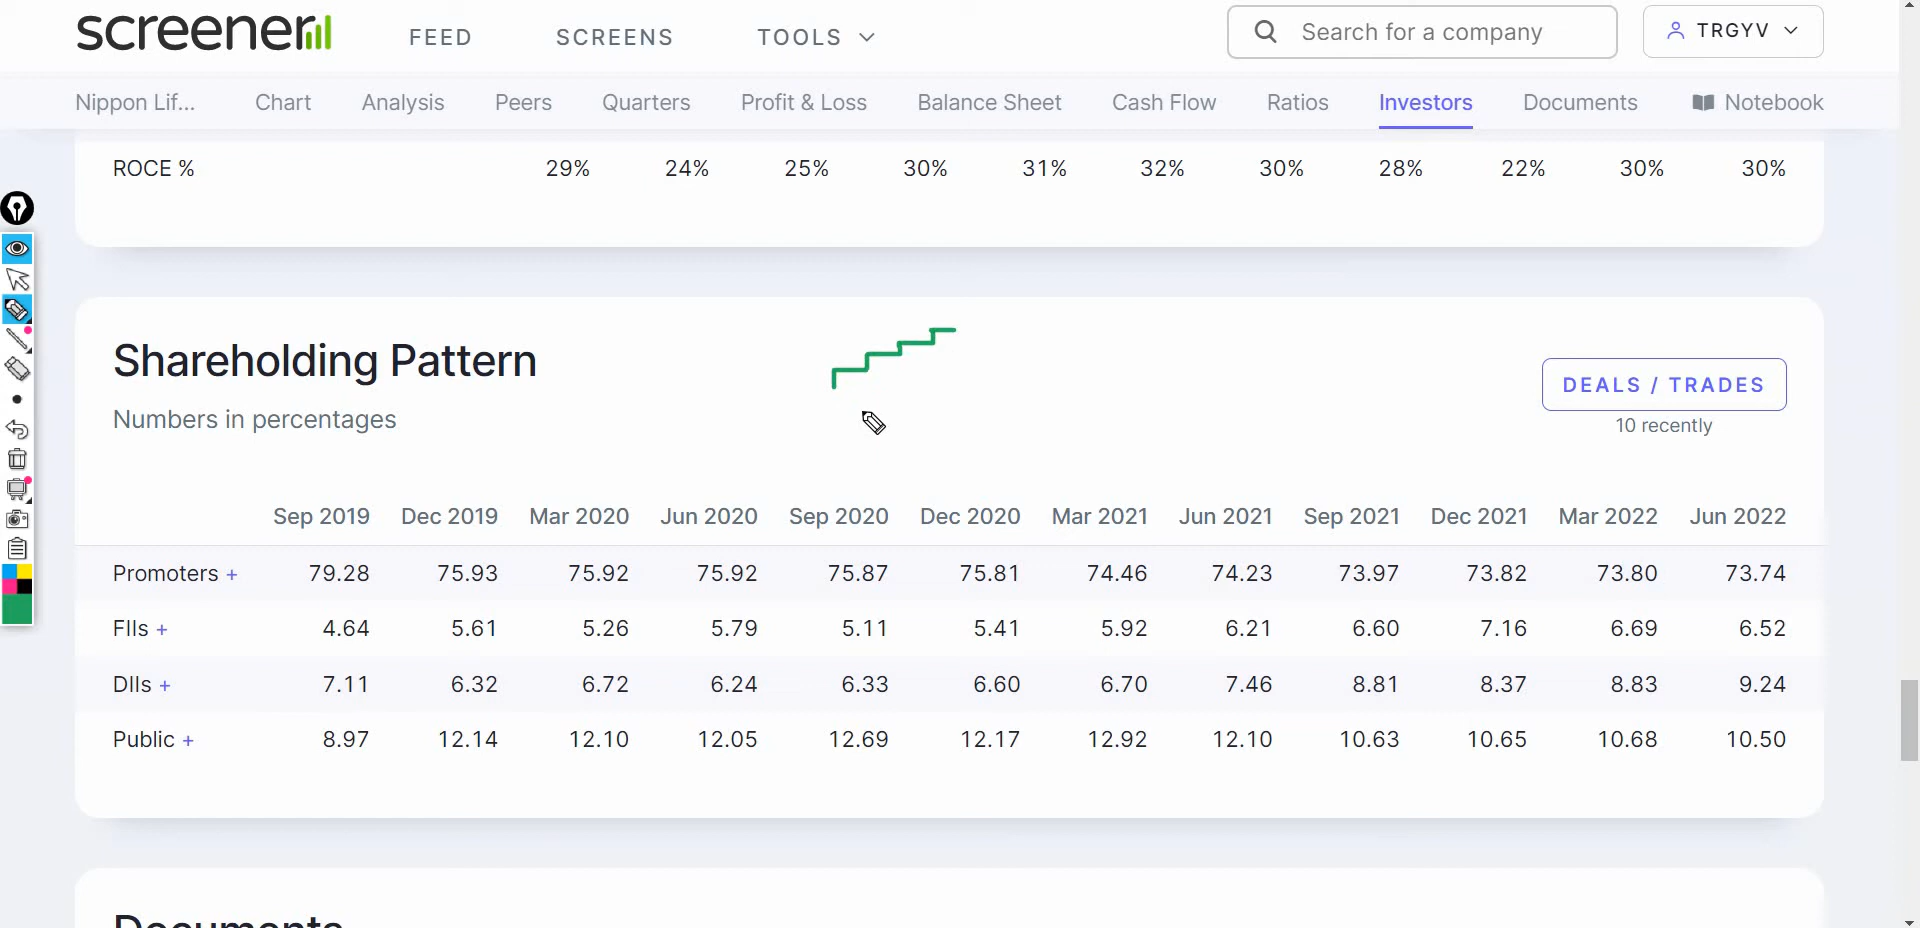 screener
FEED SCREENS TOOLS
Search for a company
TRGYV
Nippon Lif... Chart Analysis Peers Quarters Profit & Loss Balance Sheet Cash Flow Ratios Investors Documents Notebook
ROCE % 29% 24% 25% 30% 31% 32% 30% 28% 22% 30% 30%
Shareholding Pattern
Numbers in percentages
DEALS / TRADES
10 recently
Sep 2019 Dec 2019 Mar 2020 Jun 2020 Sep 2020 Dec 2020 Mar 2021 Jun 2021 Sep 2021 Dec 2021 Mar 2022 Jun 2022
Promoters + 79.28 75.93 75.92 75.92 75.87 75.81 74.46 74.23 73.97 73.82 73.80 73.74
FIIs + 4.64 5.61 5.26 5.79 5.11 5.41 5.92 6.21 6.60 7.16 6.69 6.52
DIIs + 7.11 6.32 6.72 6.24 6.33 6.60 6.70 7.46 8.81 8.37 8.83 9.24
Public + 8.97 12.14 12.10 12.05 12.69 12.17 12.92 12.10 10.63 10.65 10.68 10.50
Documents